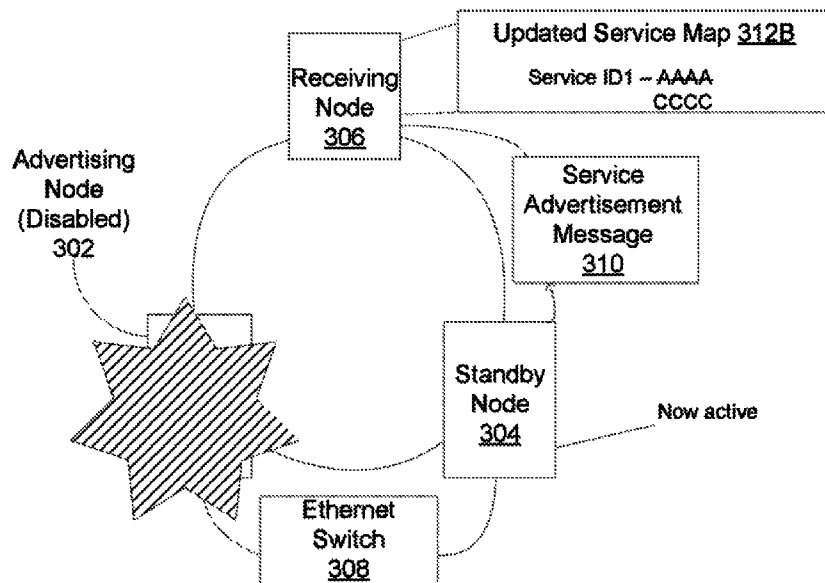 Updated Service Map 312B
Service ID1 – AAAA
CCCC
Receiving
Node
306
Advertising
Node
(Disabled)
302
Service
Advertisement
Message
310
Standby
Node
304
Now active
Ethernet
Switch
308